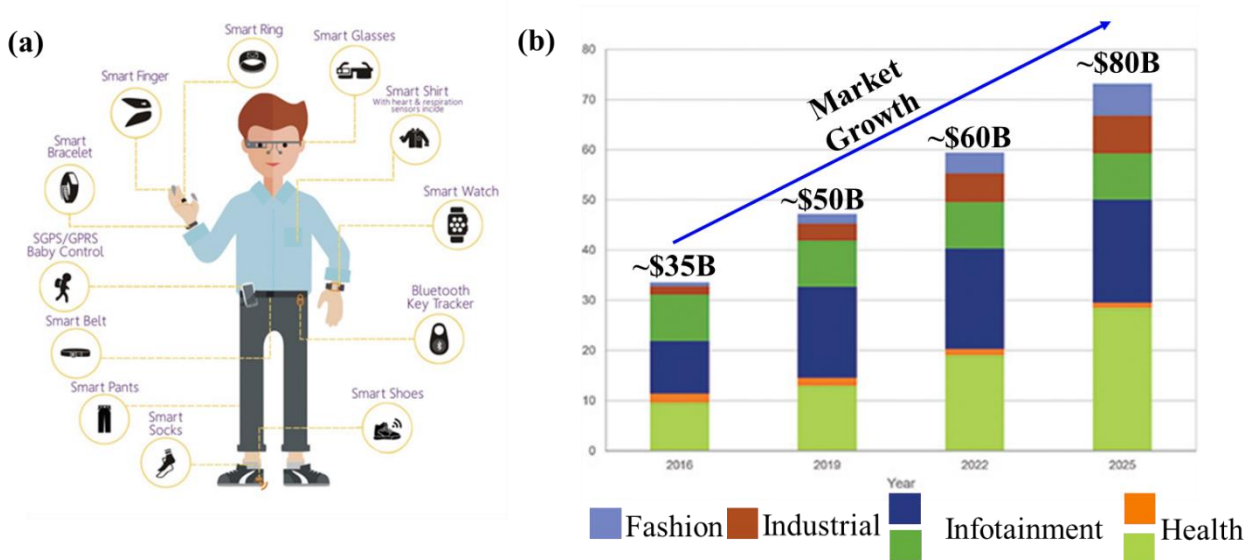 (a)
Smart Ring
Smart Glasses
Smart Finger
Smart Shirt
With heart & respiration
sensors incide
Smart
Bracelet
Smart Watch
SGPS/GPRS
Baby Control
Bluetooth
Key Tracker
Smart Belt
Smart Pants
Smart Shoes
Smart
Socks
(b)
80
70
60
50
40
30
20
10
0
Market
Growth
~$35B
~$50B
~$60B
~$80B
2016
2019
2022
2025
Year
Fashion
Industrial
Infotainment
Health